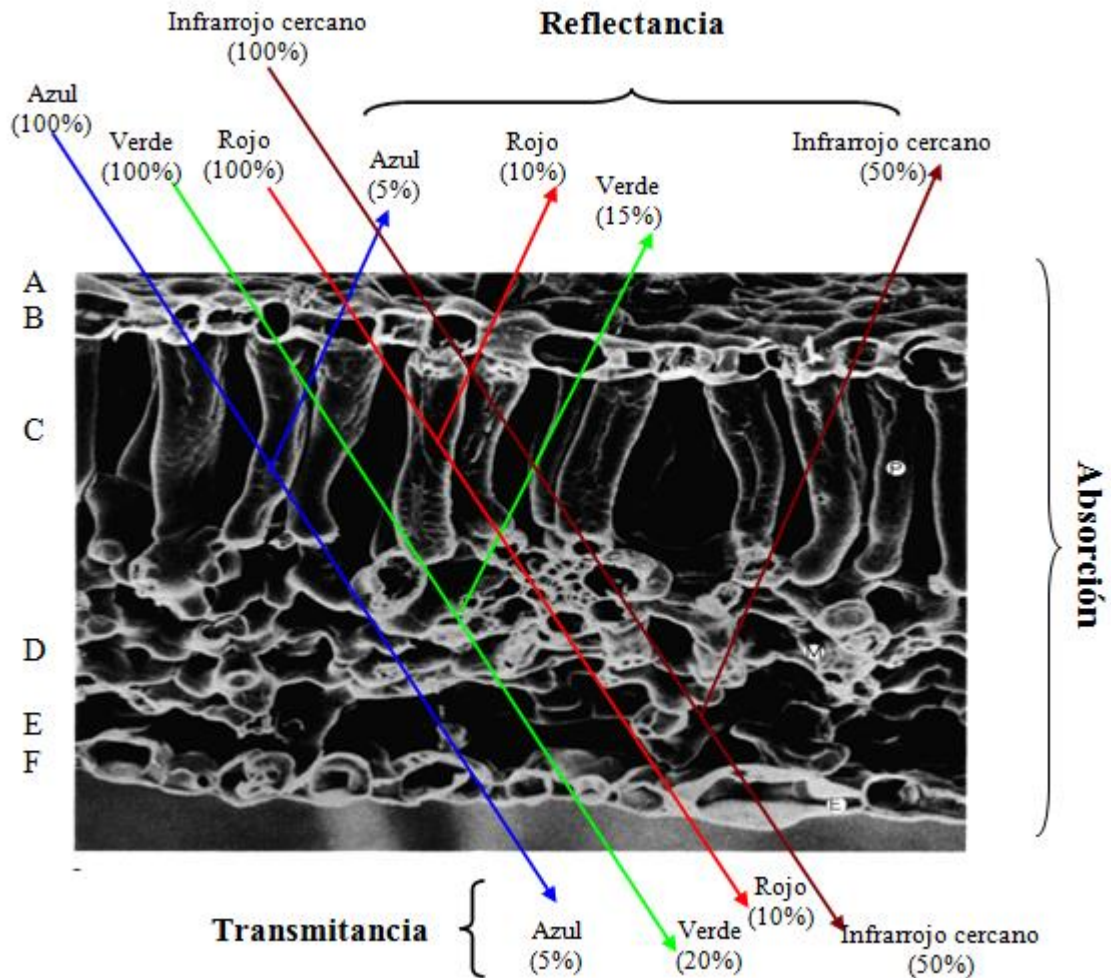 Infrarrojo cercano
(100%)
Reflectancia
Azul
(100%)
Verde
(100%)
Rojo
(100%)
Azul
(5%)
Rojo
(10%)
Verde
(15%)
Infrarrojo cercano
(50%)
A
B
C
D
E
F
P
M
E
Absorción
Transmitancia
Azul
(5%)
Verde
(20%)
Rojo
(10%)
Infrarrojo cercano
(50%)